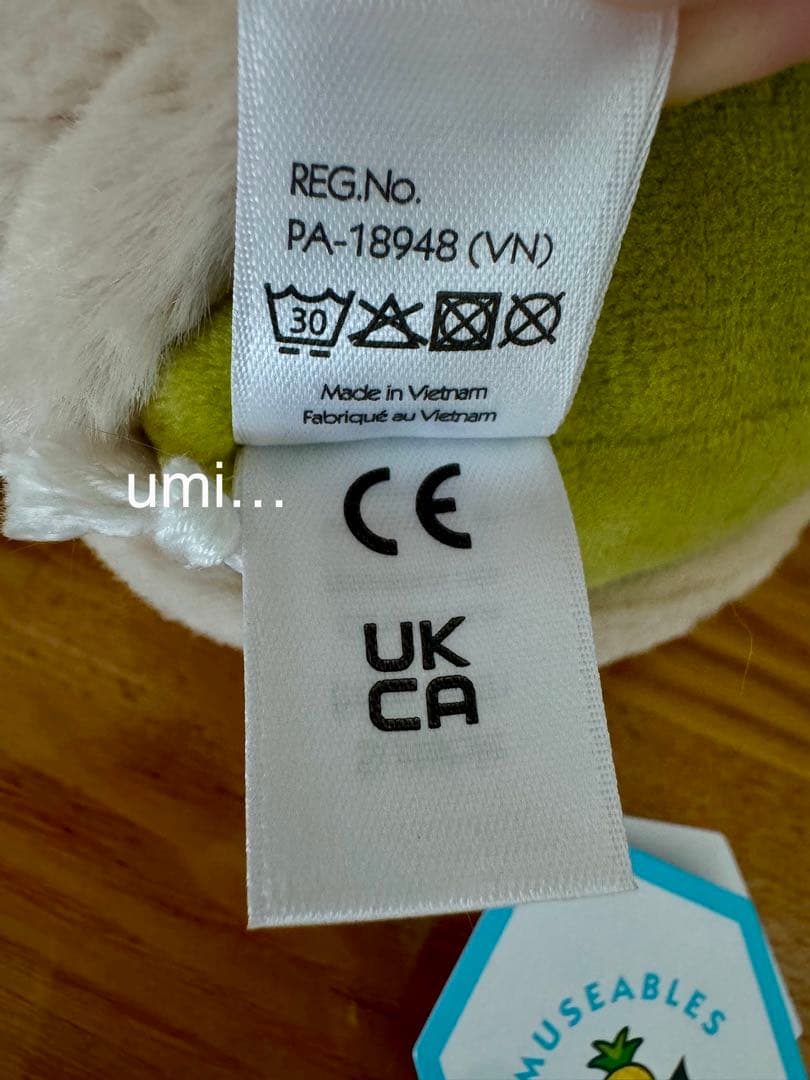 REG.No.
PA-18948 (VN)
30
Made in Vietnam
Fabriqué au Vietnam
umi...
CE
UK
CA
MUSEABLES